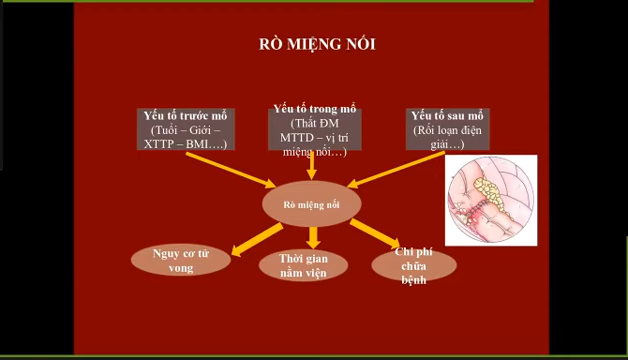 RÒ MIỆNG NỐI
Yếu tố trước mổ
(Tuổi – Giới –
XTTP – BMI….)
Yếu tố trong mổ
(Thắt ĐM
MTTD – vị trí
miệng nối…)
Yếu tố sau mổ
(Rối loạn điện
giải…)
Rò miệng nối
Nguy cơ tử
vong
Thời gian
nằm viện
Chi phí
chữa
bệnh